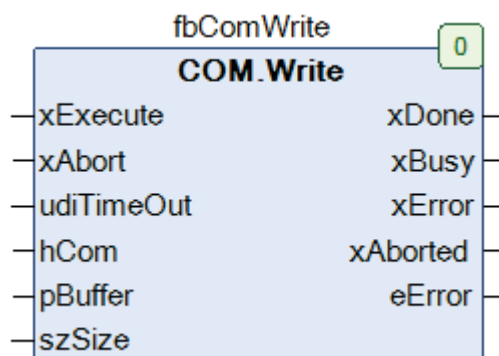 fbComWrite
0
COM.Write
xExecute xDone
xAbort xBusy
udiTimeOut xError
hCom xAborted
pBuffer eError
szSize